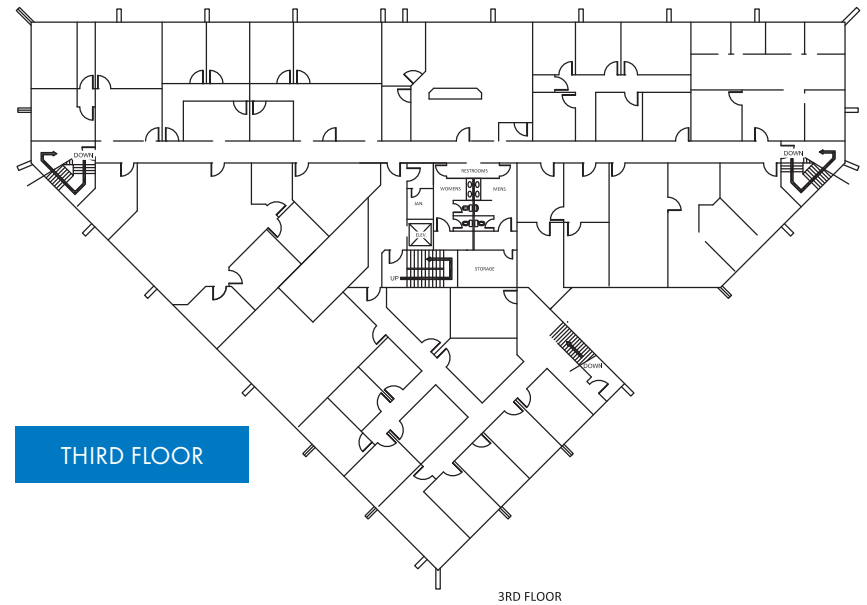 DOWN
DOWN
RESTROOMS
WOMENS
MENS
JAN.
ELEV.
STORAGE
UP
DOWN
THIRD FLOOR
3RD FLOOR